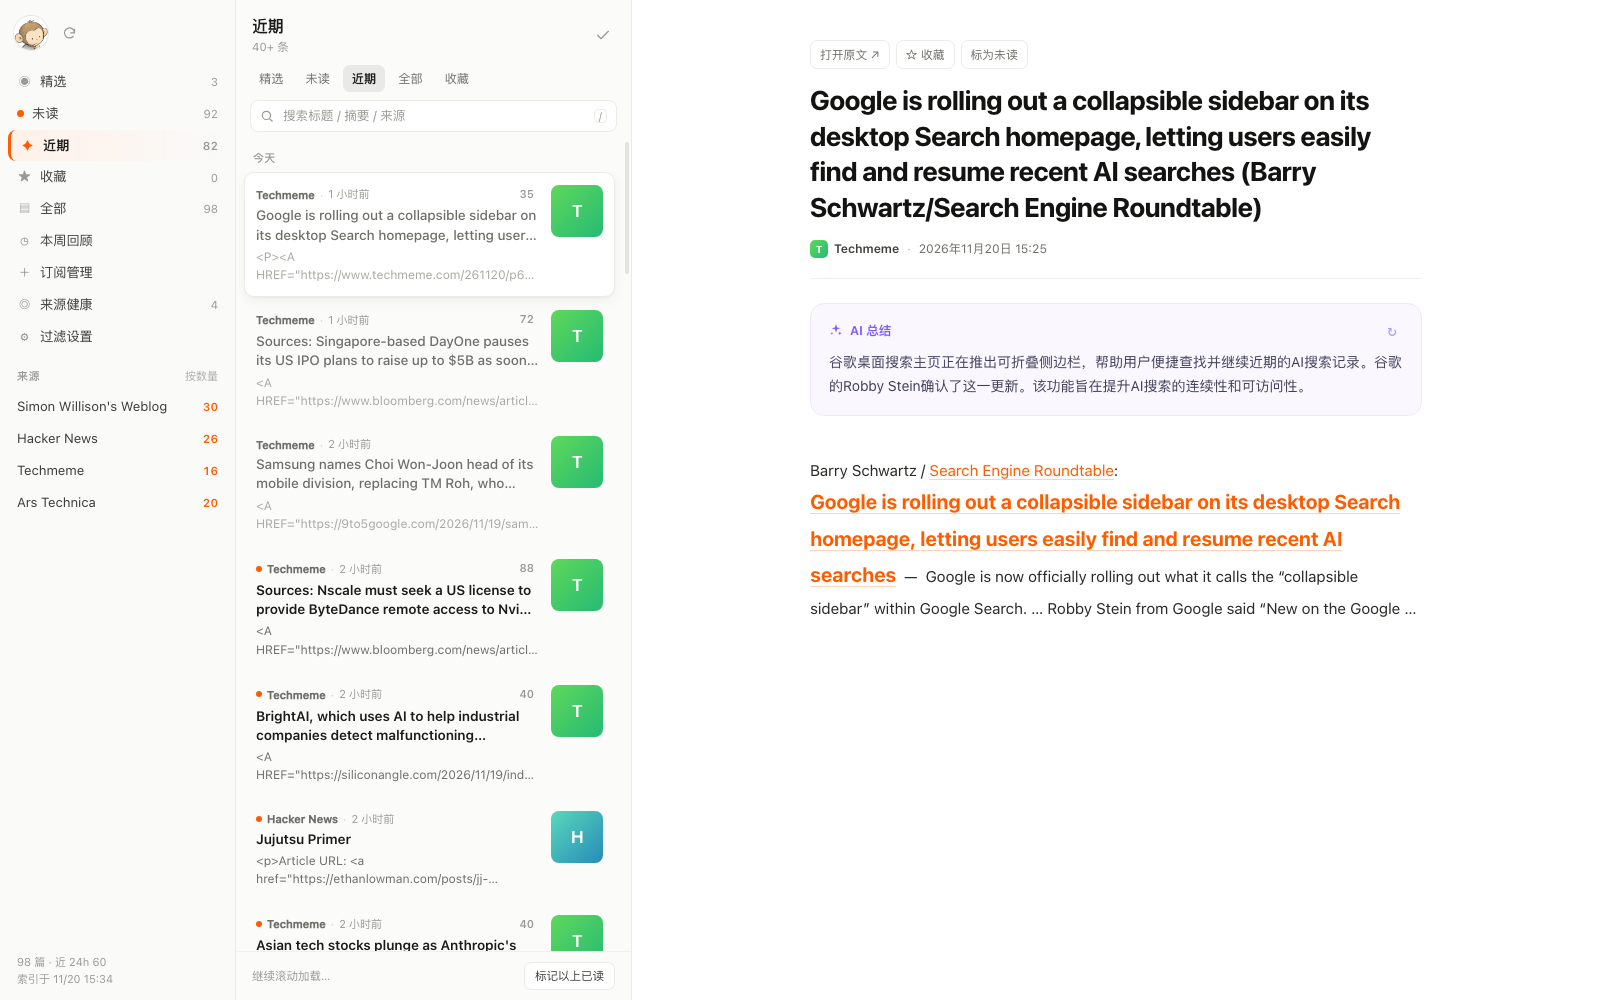 精选 3
未读 92
近期 82
收藏 0
全部 98
本周回顾
订阅管理
来源健康 4
过滤设置
来源 按数量
Simon Willison's Weblog 30
Hacker News 26
Techmeme 16
Ars Technica 20
98 篇 · 近 24h 60
索引于 11/20 15:34
近期
40+ 条
精选 未读 近期 全部 收藏
搜索标题 / 摘要 / 来源 /
今天
Techmeme · 1 小时前 35
T
Google is rolling out a collapsible sidebar on
its desktop Search homepage, letting user...
<P><A
HREF="https://www.techmeme.com/261120/p6...
Techmeme · 1 小时前 72
T
Sources: Singapore-based DayOne pauses
its US IPO plans to raise up to $5B as soon...
<A
HREF="https://www.bloomberg.com/news/articl...
Techmeme · 2 小时前
T
Samsung names Choi Won-Joon head of its
mobile division, replacing TM Roh, who...
<A
HREF="https://9to5google.com/2026/11/19/sam...
Techmeme · 2 小时前 88
T
Sources: Nscale must seek a US license to
provide ByteDance remote access to Nvi...
<A
HREF="https://www.bloomberg.com/news/articl...
Techmeme · 2 小时前 40
T
BrightAI, which uses AI to help industrial
companies detect malfunctioning...
<A
HREF="https://siliconangle.com/2026/11/19/ind...
Hacker News · 2 小时前
H
Jujutsu Primer
<p>Article URL: <a
href="https://ethanlowman.com/posts/jj-...
Techmeme · 2 小时前 40
T
Asian tech stocks plunge as Anthropic's
继续滚动加载... 标记以上已读
打开原文 ↗ ☆ 收藏 标为未读
Google is rolling out a collapsible sidebar on its
desktop Search homepage, letting users easily
find and resume recent AI searches (Barry
Schwartz/Search Engine Roundtable)
T Techmeme · 2026年11月20日 15:25
AI 总结
谷歌桌面搜索主页正在推出可折叠侧边栏，帮助用户便捷查找并继续近期的AI搜索记录。谷歌
的Robby Stein确认了这一更新。该功能旨在提升AI搜索的连续性和可访问性。
Barry Schwartz / Search Engine Roundtable:
Google is rolling out a collapsible sidebar on its desktop Search
homepage, letting users easily find and resume recent AI
searches — Google is now officially rolling out what it calls the “collapsible
sidebar” within Google Search. ... Robby Stein from Google said “New on the Google ...